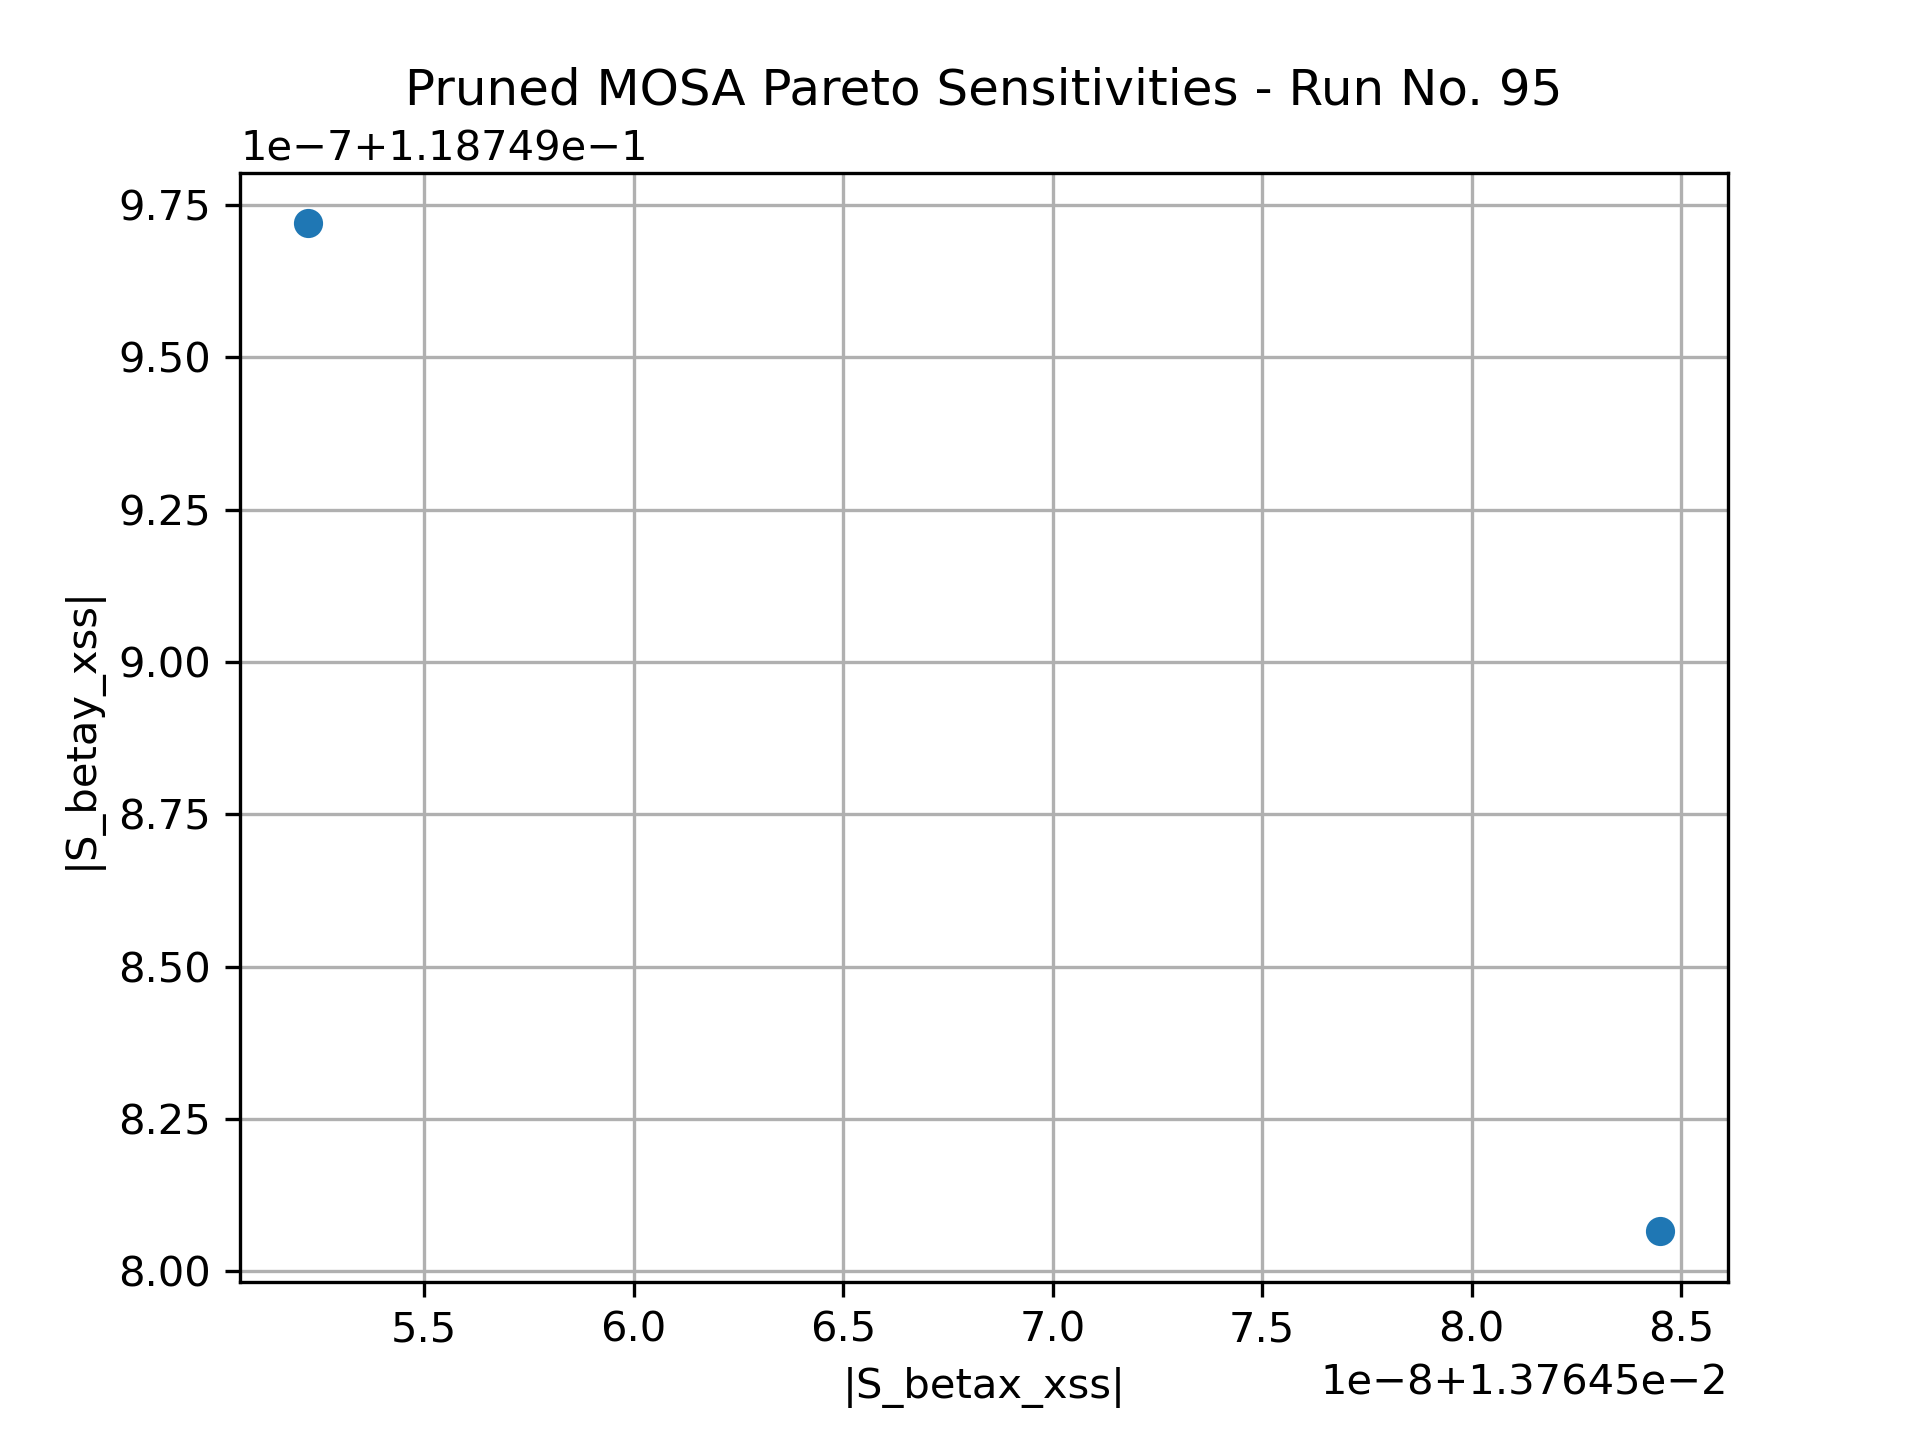 Pruned MOSA Pareto Sensitivities - Run No. 95
1e−7+1.18749e−1
9.75
9.50
9.25
9.00
8.75
8.50
8.25
8.00
|S_betay_xss|
5.5 6.0 6.5 7.0 7.5 8.0 8.5
|S_betax_xss|
1e−8+1.37645e−2